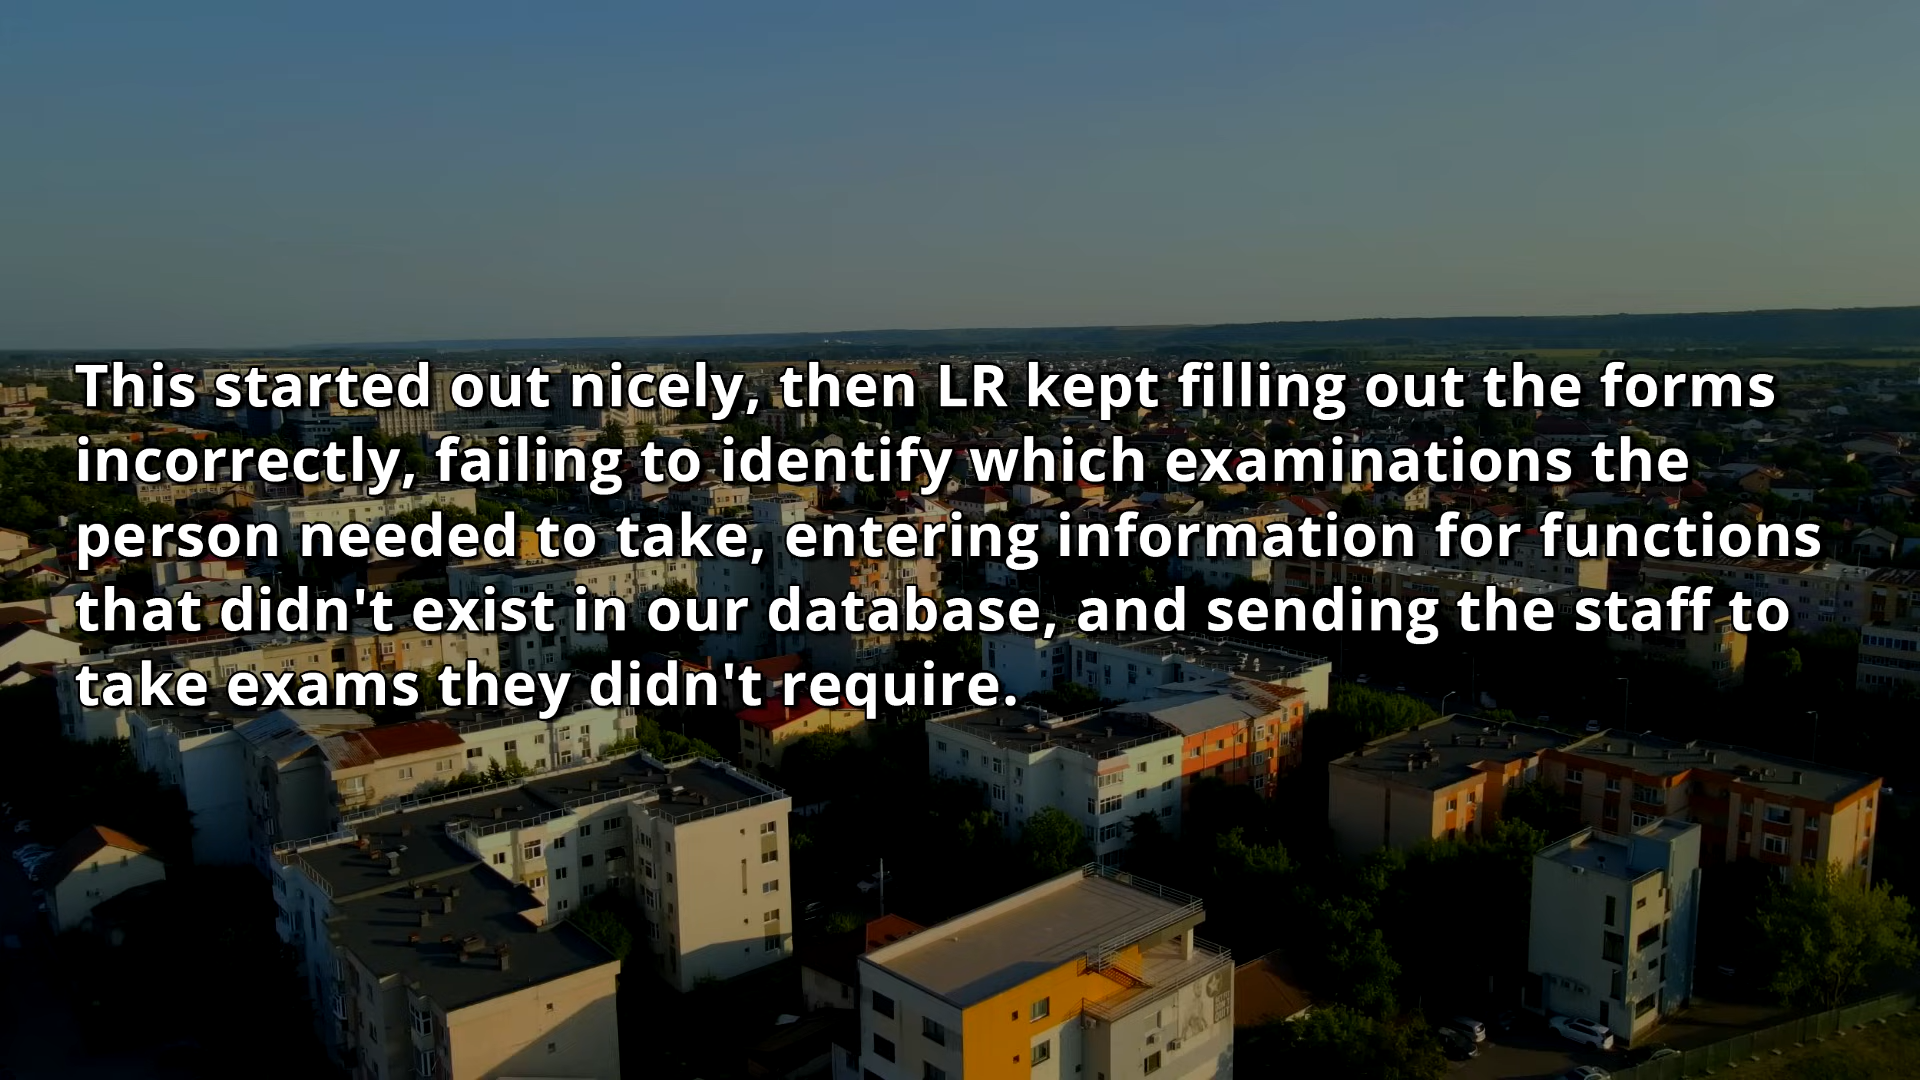 This started out nicely, then LR kept filling out the forms
incorrectly, failing to identify which examinations the
person needed to take, entering information for functions
that didn't exist in our database, and sending the staff to
take exams they didn't require.